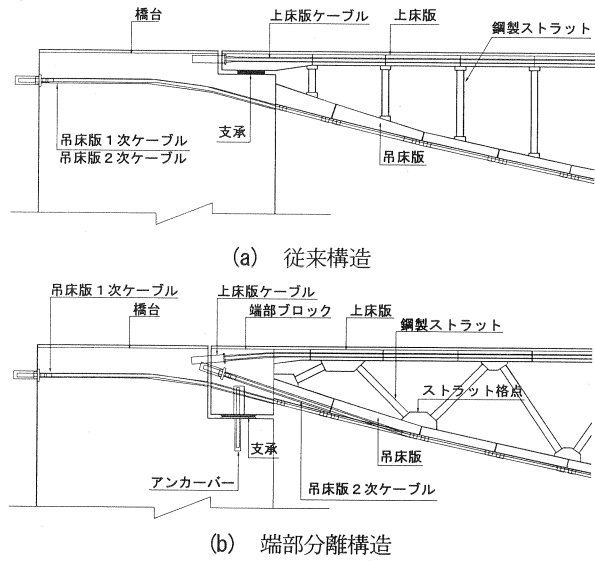 橋台
上床版ケーブル
上床版
鋼製ストラット
支承
吊床版１次ケーブル
吊床版２次ケーブル
吊床版
(a) 従来構造
吊床版１次ケーブル
橋台
上床版ケーブル
端部ブロック
上床版
鋼製ストラット
ストラット格点
支承
吊床版
アンカーバー
吊床版２次ケーブル
(b) 端部分離構造